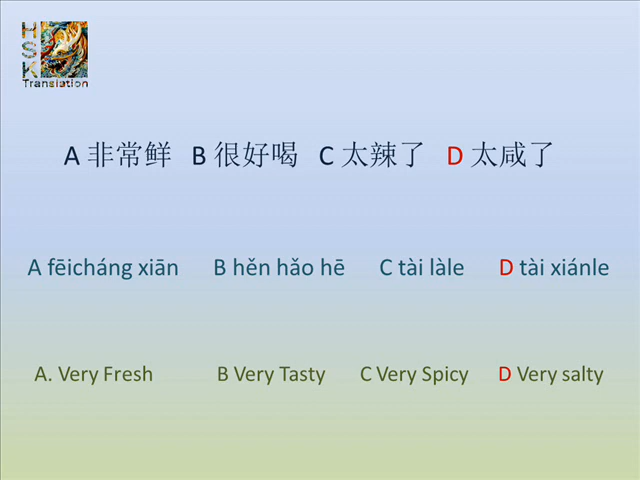 HSK
Translation
A 非常鲜 B 很好喝 C 太辣了 D 太咸了
A fēicháng xiān B hěn hǎo hē C tài làle D tài xiánle
A. Very Fresh B Very Tasty C Very Spicy D Very salty